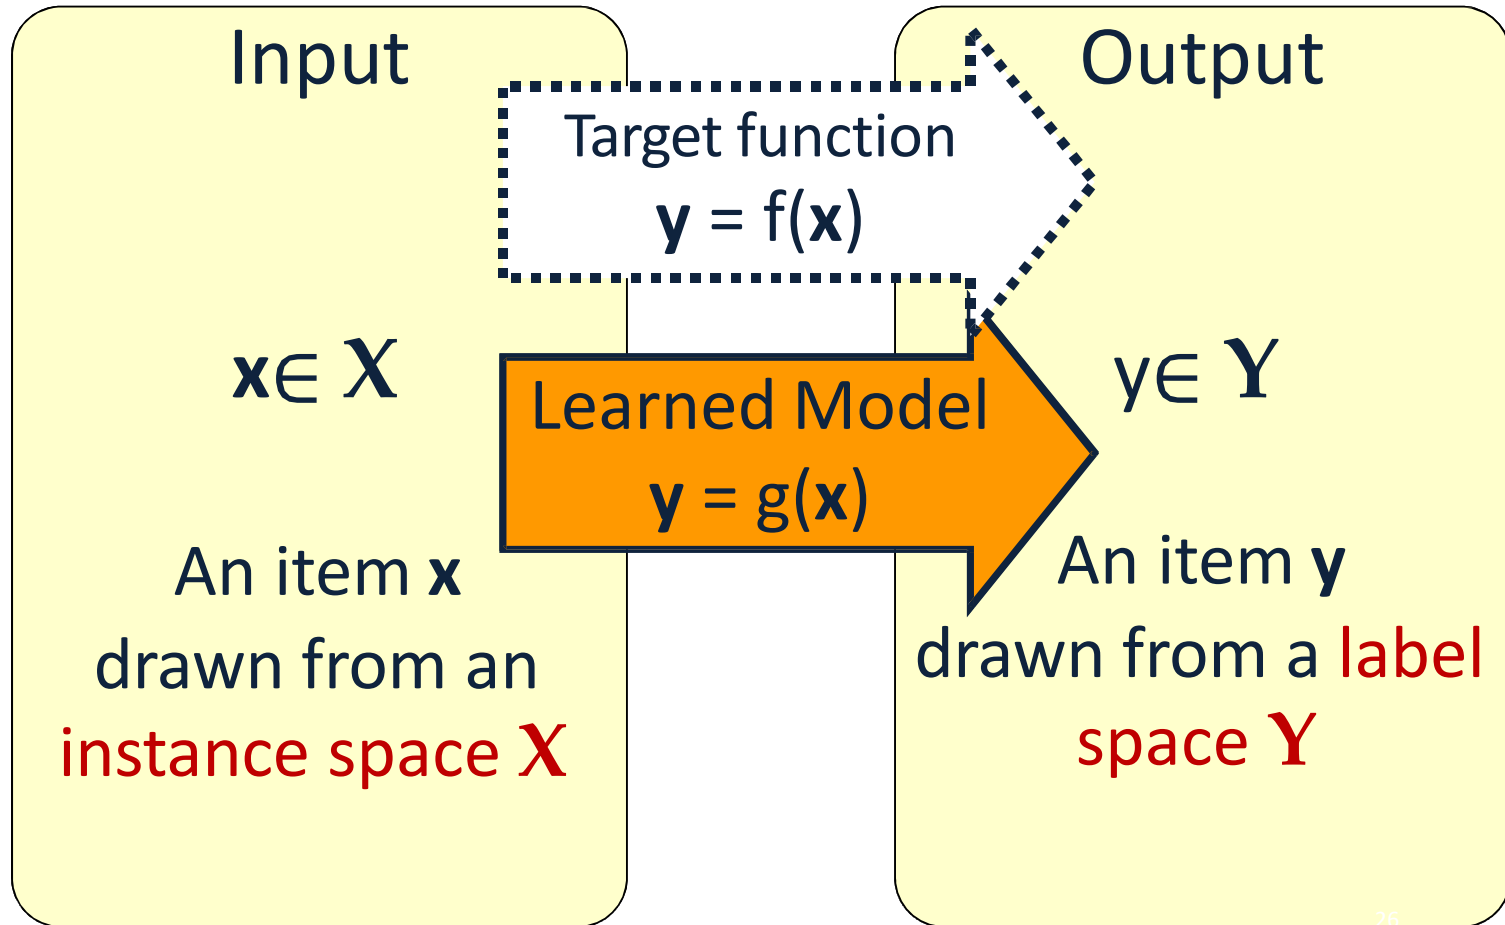 Input
Output
Target function
y = f(x)
x∈ X
y∈ Y
Learned Model
y = g(x)
An item x
drawn from an
instance space X
An item y
drawn from a label
space Y
26